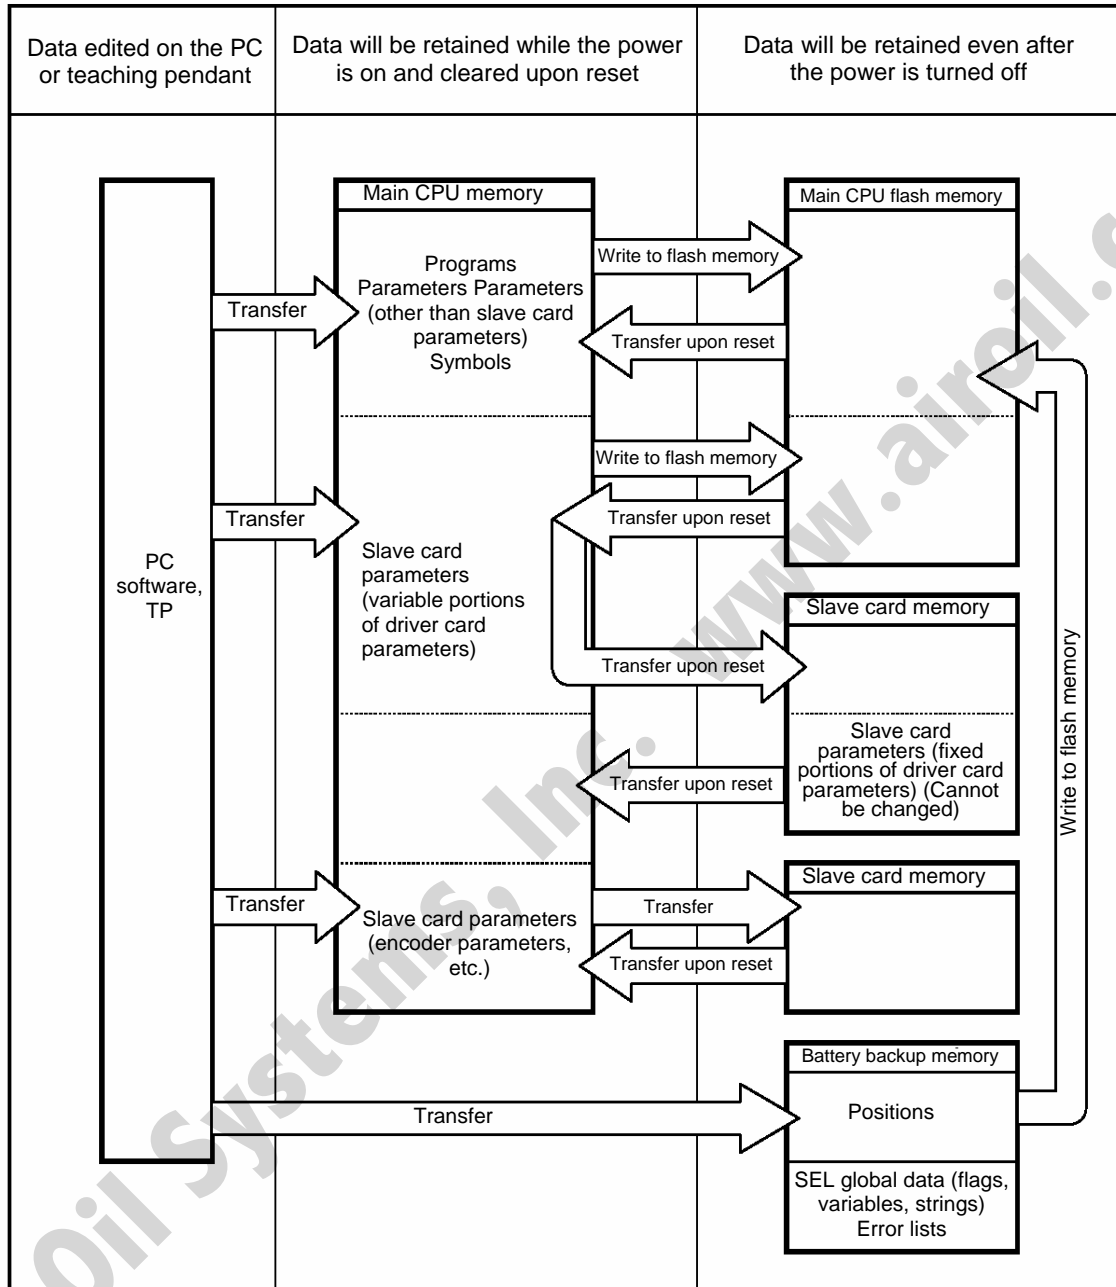 Data edited on the PC
or teaching pendant
Data will be retained while the power
is on and cleared upon reset
Data will be retained even after
the power is turned off
Main CPU memory
Main CPU flash memory
Programs
Parameters Parameters
(other than slave card
parameters)
Symbols
Transfer
Write to flash memory
Transfer upon reset
Write to flash memory
Transfer
Transfer upon reset
PC
software,
TP
Slave card
parameters
(variable portions
of driver card
parameters)
Slave card memory
Transfer upon reset
Slave card
parameters (fixed
portions of driver card
parameters) (Cannot
be changed)
Transfer upon reset
Write to flash memory
Slave card memory
Transfer
Slave card parameters
(encoder parameters,
etc.)
Transfer
Transfer upon reset
Battery backup memory
Transfer
Positions
SEL global data (flags,
variables, strings)
Error lists
Oil Systems, Inc. www.airoil.c